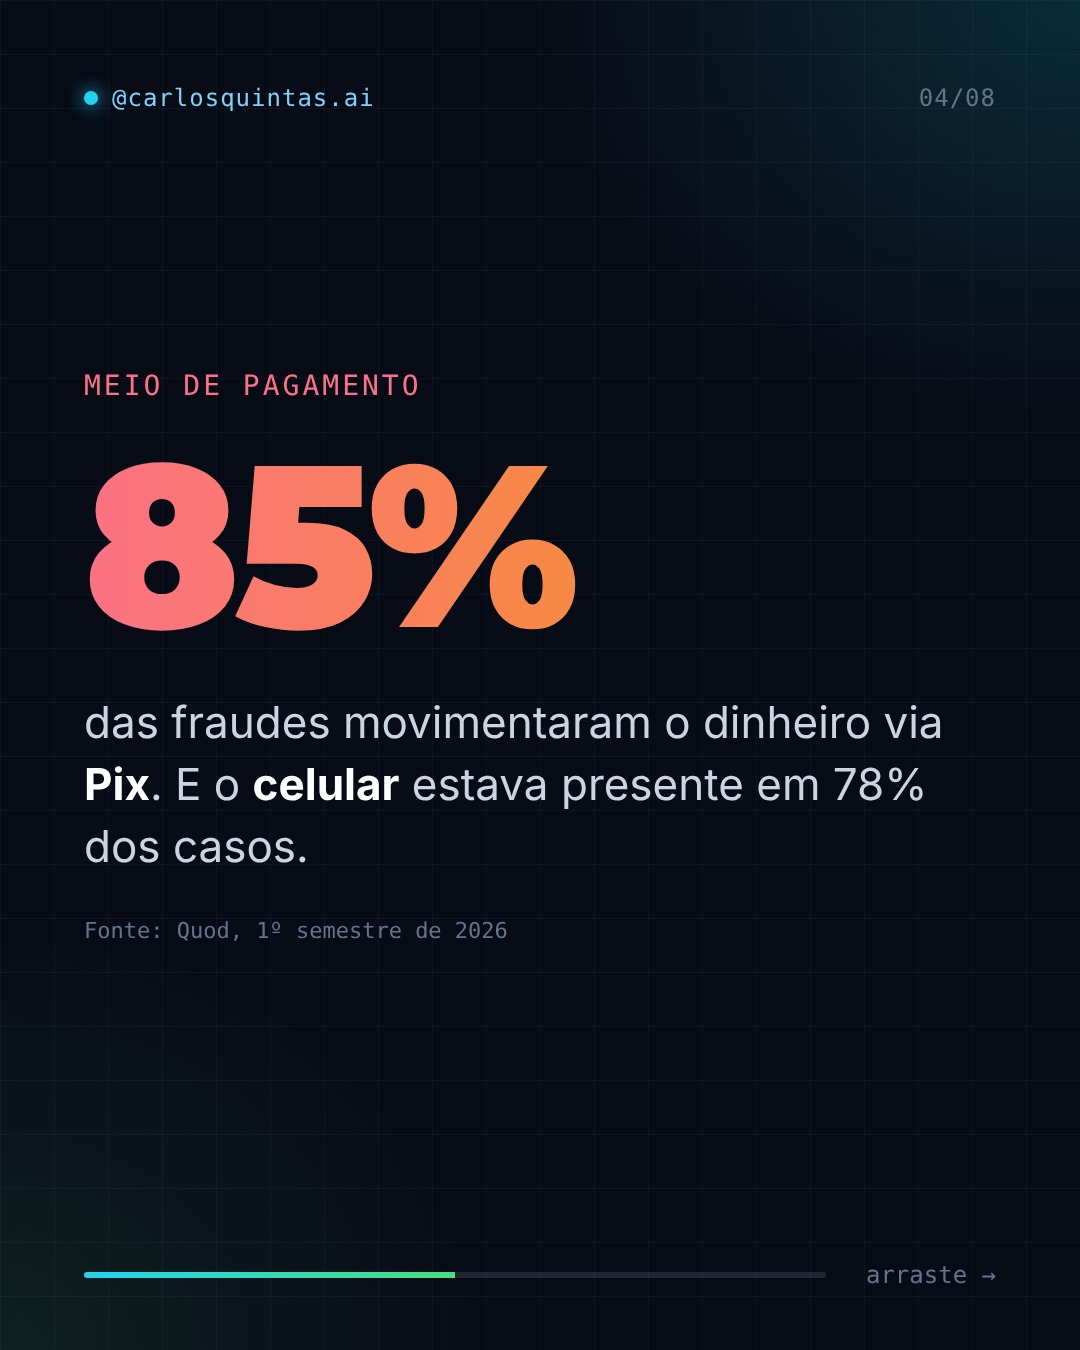 @carlosquintas.ai
04/08
MEIO DE PAGAMENTO
85%
das fraudes movimentaram o dinheiro via
Pix. E o celular estava presente em 78%
dos casos.
Fonte: Quod, 1º semestre de 2026
arraste →